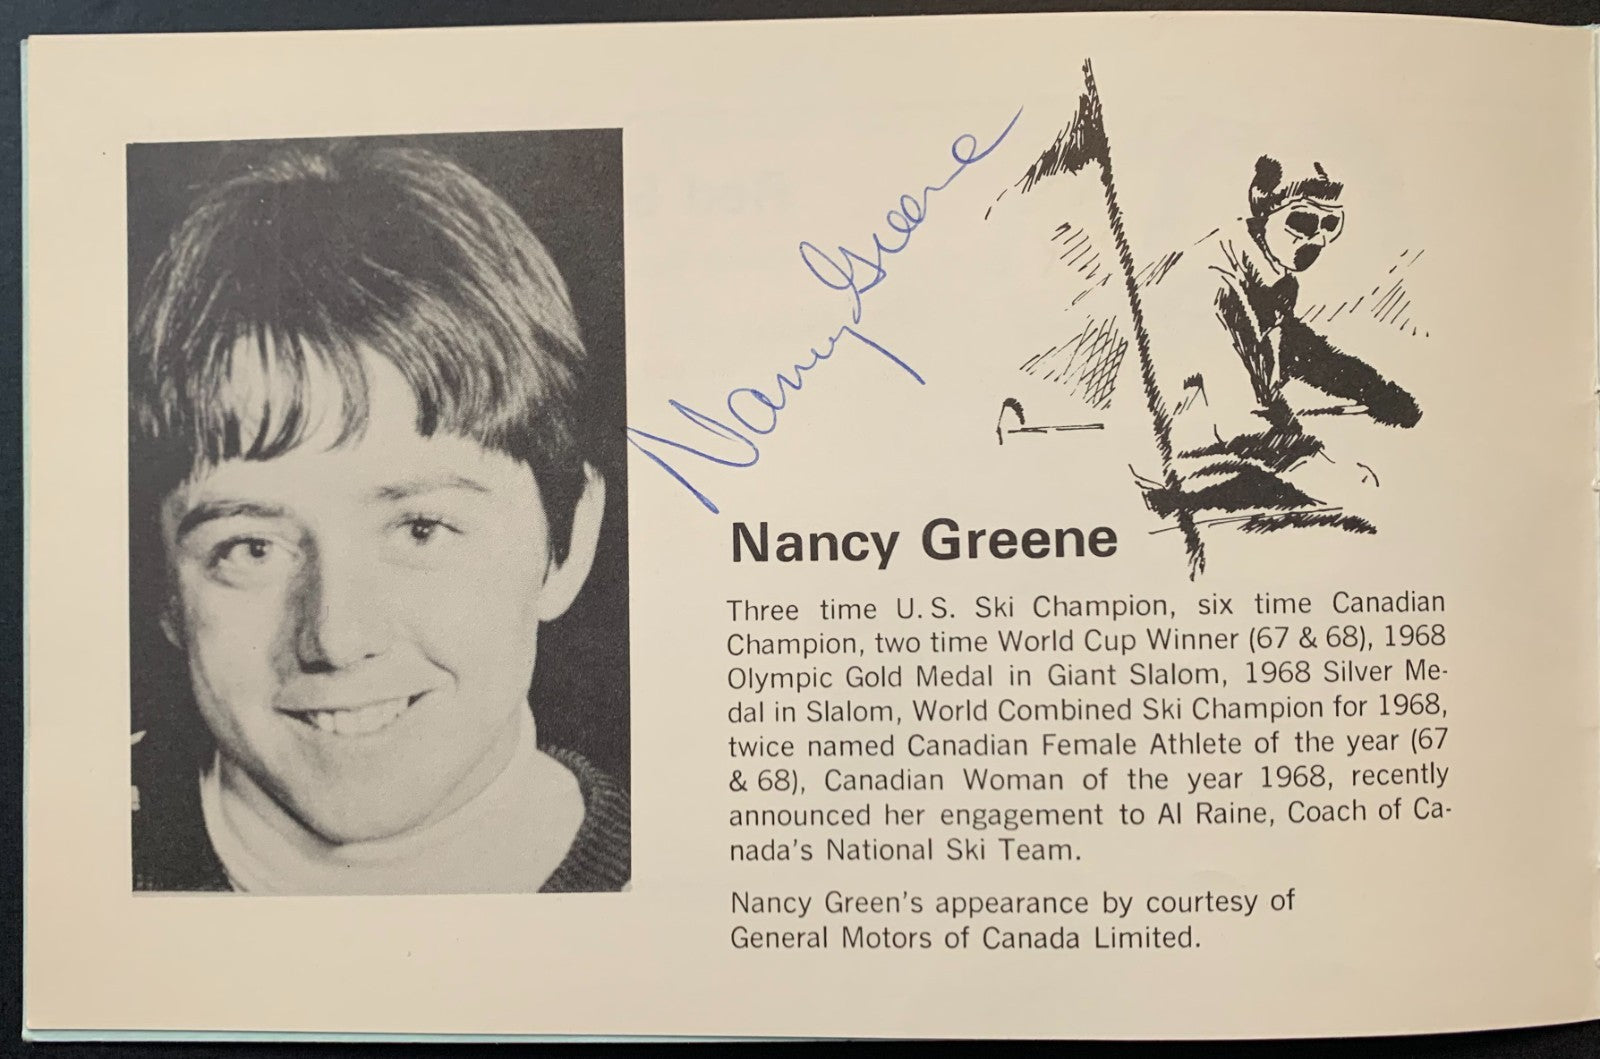 Nancy Greene
Nancy Greene
Three time U.S. Ski Champion, six time Canadian
Champion, two time World Cup Winner (67 & 68), 1968
Olympic Gold Medal in Giant Slalom, 1968 Silver Me-
dal in Slalom, World Combined Ski Champion for 1968,
twice named Canadian Female Athlete of the year (67
& 68), Canadian Woman of the year 1968, recently
announced her engagement to Al Raine, Coach of Ca-
nada's National Ski Team.
Nancy Green's appearance by courtesy of
General Motors of Canada Limited.